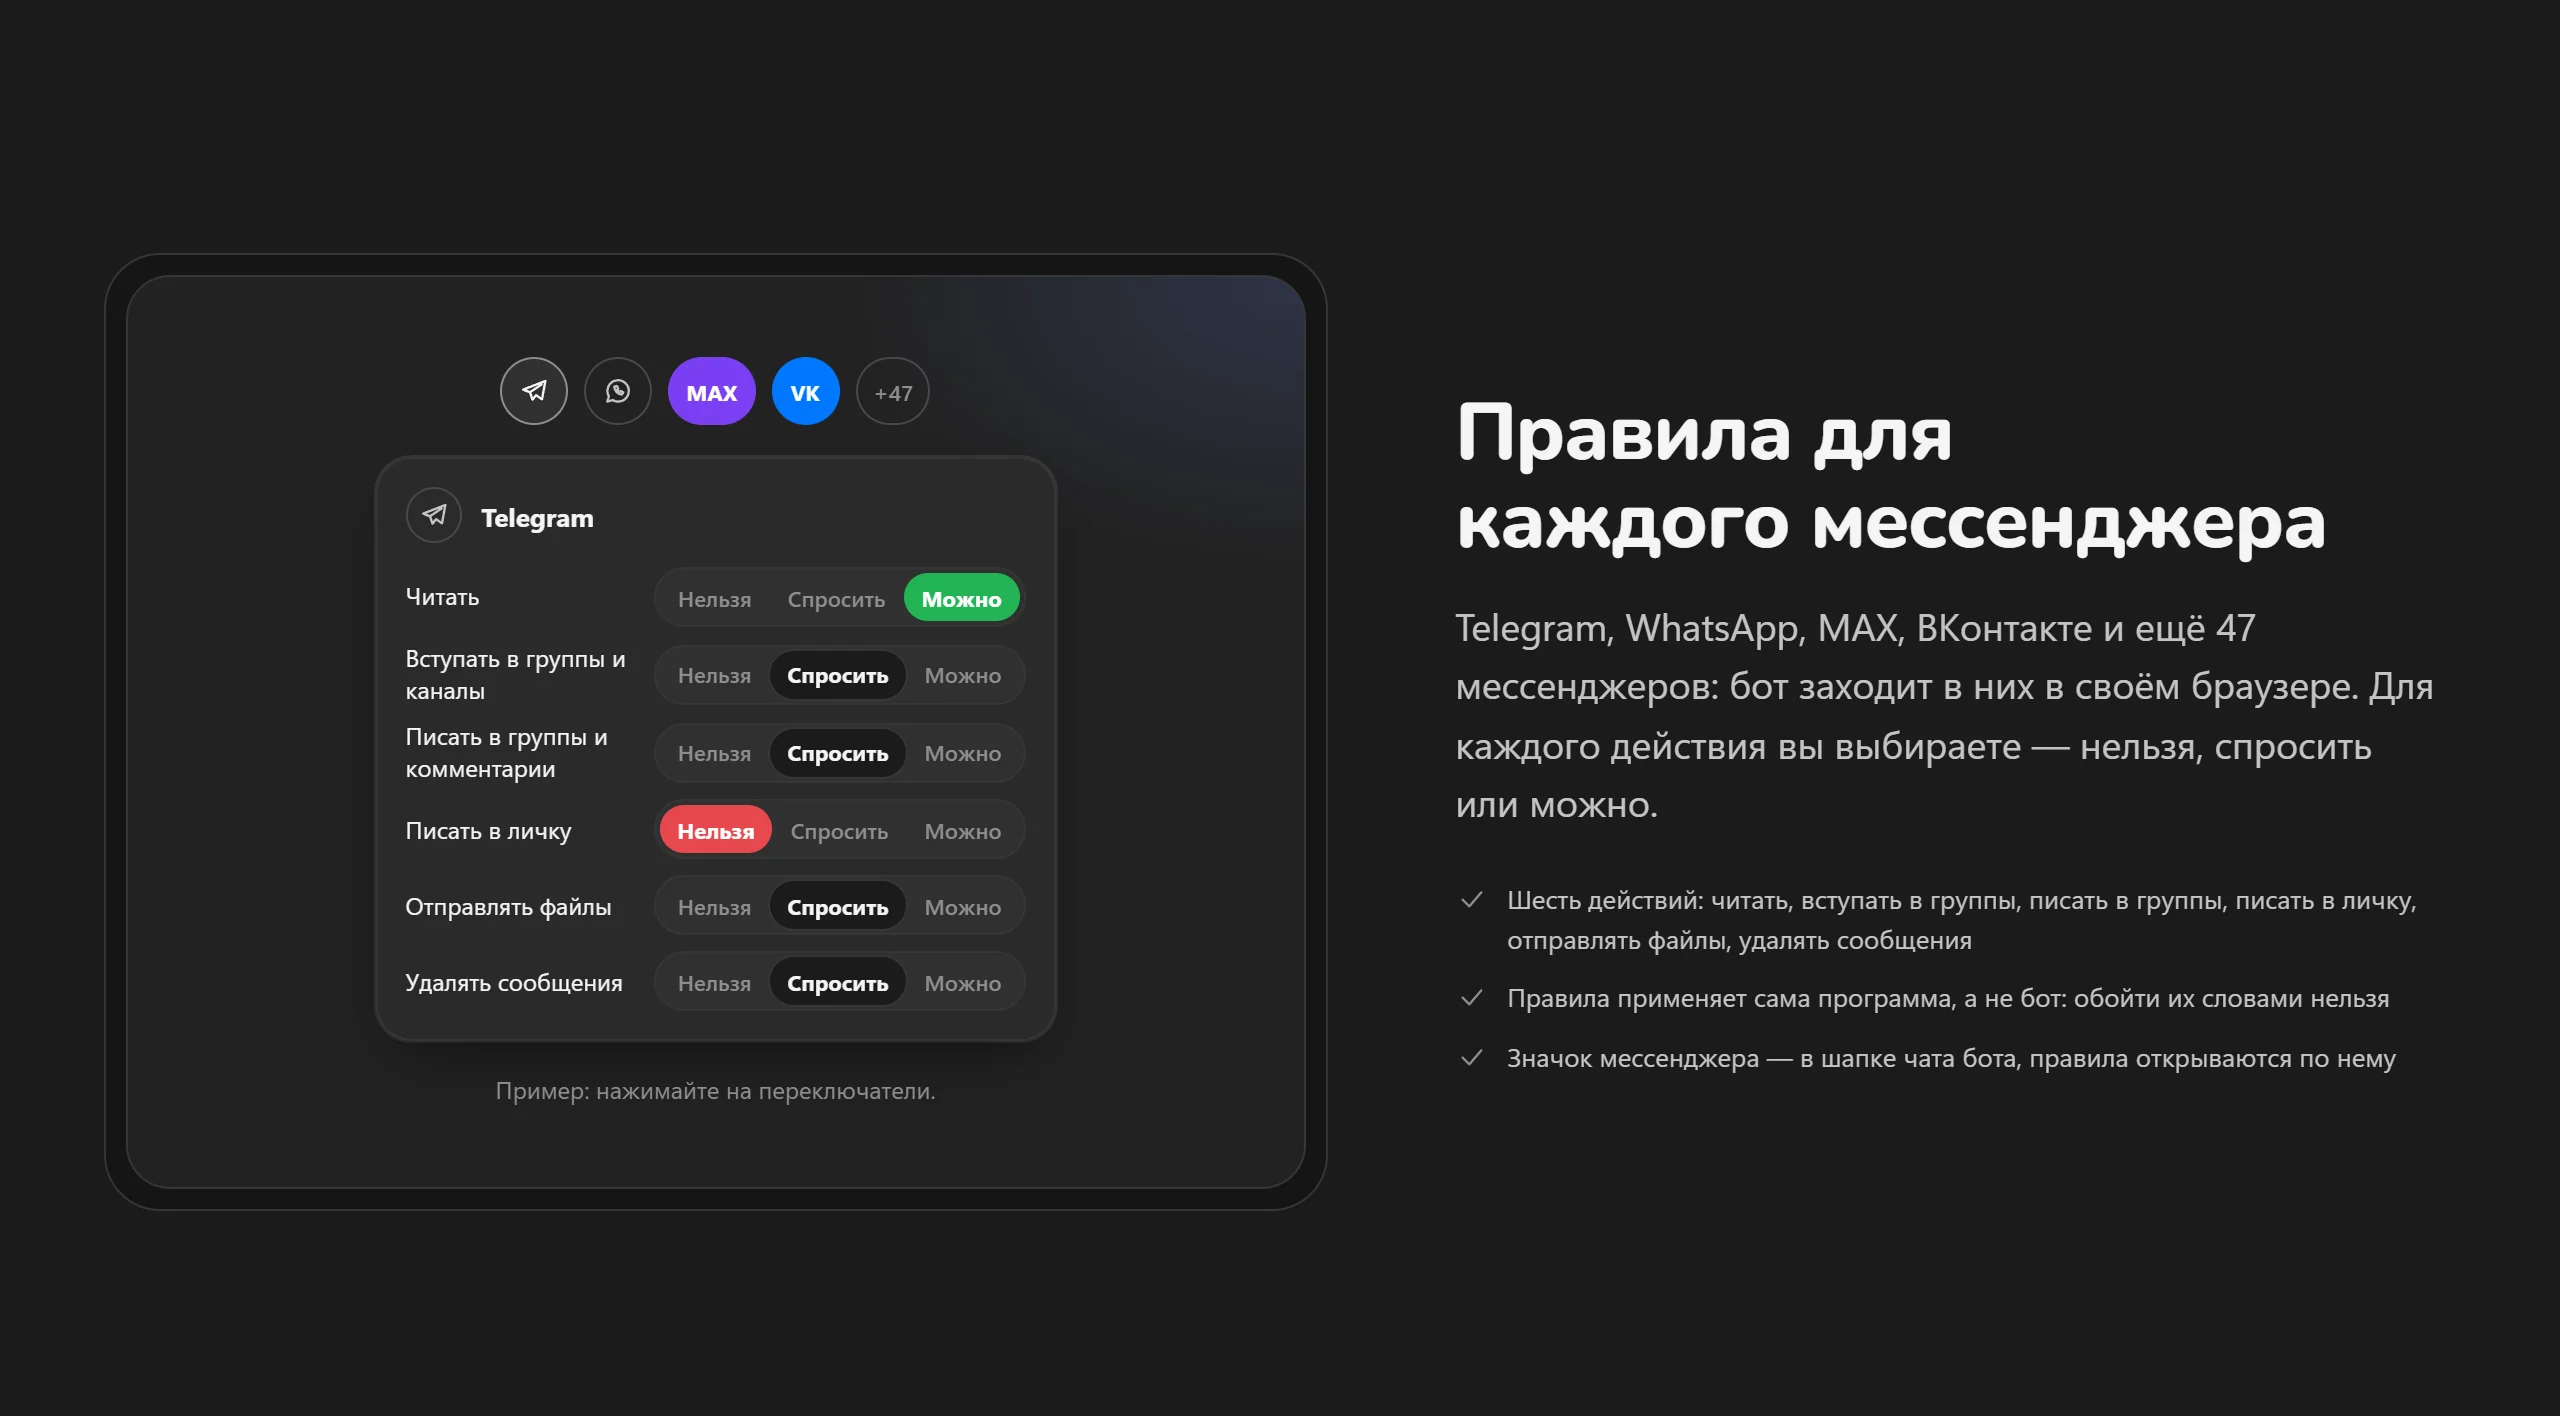 MAX
VK
+47
Telegram
Читать
Нельзя Спросить Можно
Вступать в группы и
каналы
Нельзя Спросить Можно
Писать в группы и
комментарии
Нельзя Спросить Можно
Писать в личку
Нельзя Спросить Можно
Отправлять файлы
Нельзя Спросить Можно
Удалять сообщения
Нельзя Спросить Можно
Пример: нажимайте на переключатели.
Правила для
каждого мессенджера
Telegram, WhatsApp, MAX, ВКонтакте и ещё 47
мессенджеров: бот заходит в них в своём браузере. Для
каждого действия вы выбираете — нельзя, спросить
или можно.
Шесть действий: читать, вступать в группы, писать в группы, писать в личку,
отправлять файлы, удалять сообщения
Правила применяет сама программа, а не бот: обойти их словами нельзя
Значок мессенджера — в шапке чата бота, правила открываются по нему